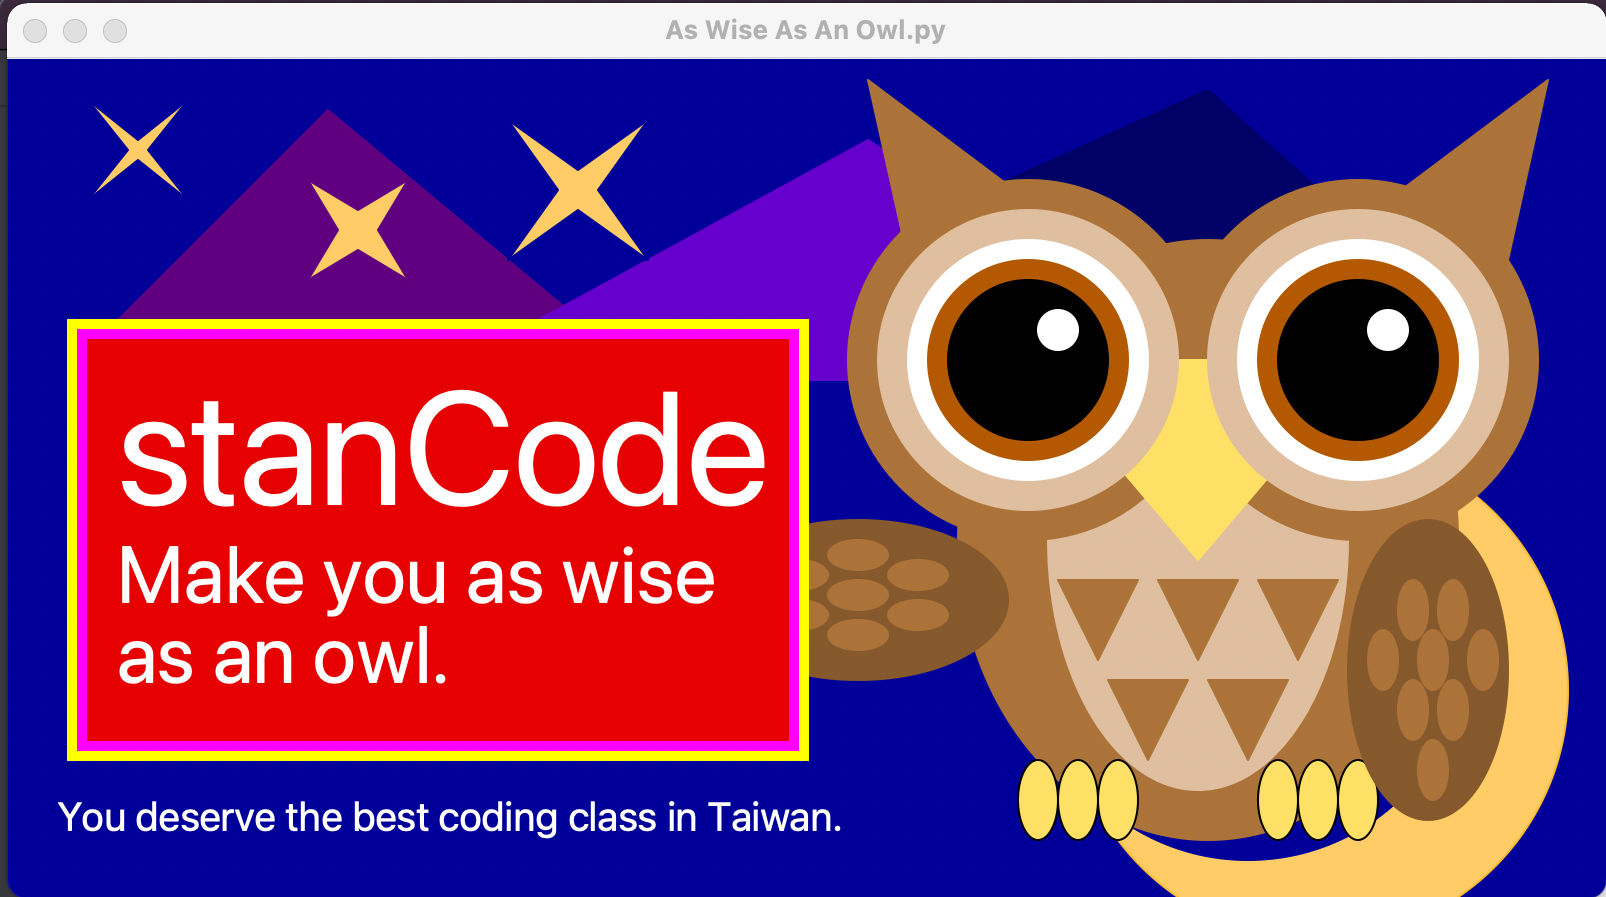 As Wise As An Owl.py
stanCode
Make you as wise
as an owl.
You deserve the best coding class in Taiwan.